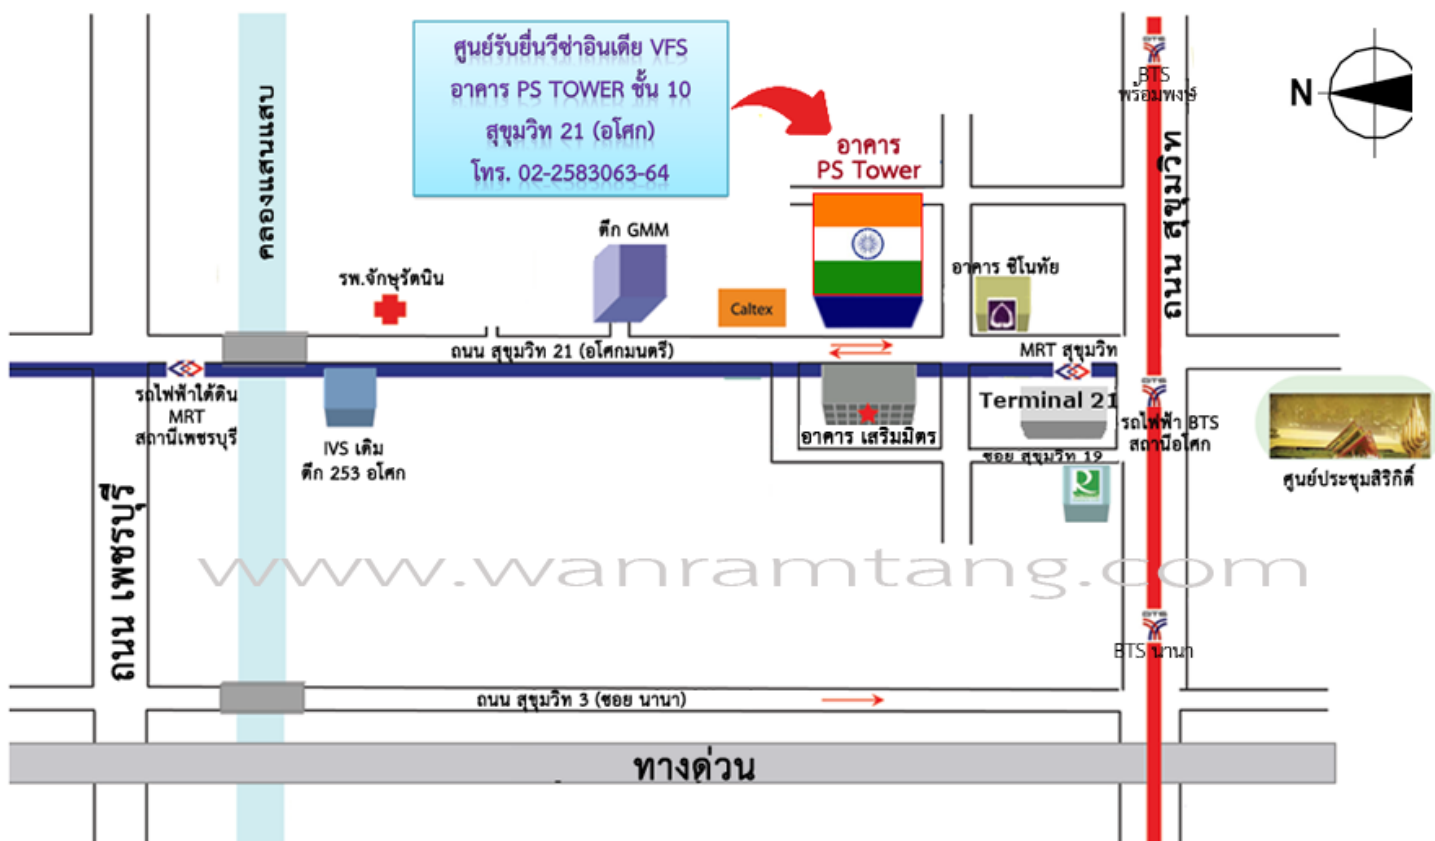 ศูนย์รับยื่นวีซ่าอินเดีย VFS
อาคาร PS TOWER ชั้น 10
สุขุมวิท 21 (อโศก)
โทร. 02-2583063-64
อาคาร
PS Tower
BTS
พร้อมพงษ์
N
ถนน สุขุมวิท
คลองแสนแสบ
ตึก GMM
รพ.จักษุรัตนิน
Caltex
อาคาร ชิโนทัย
ถนน สุขุมวิท 21 (อโศกมนตรี)
MRT สุขุมวิท
รถไฟฟ้าใต้ดิน
MRT
สถานีเพชรบุรี
IVS เดิม
ตึก 253 อโศก
อาคาร เสริมมิตร
Terminal 21
BTS
รถไฟฟ้า BTS
สถานีอโศก
ซอย สุขุมวิท 19
ศูนย์ประชุมสิริกิติ์
ถนน เพชรบุรี
www.wanramtang.com
BTS นานา
ถนน สุขุมวิท 3 (ซอย นานา)
ทางด่วน